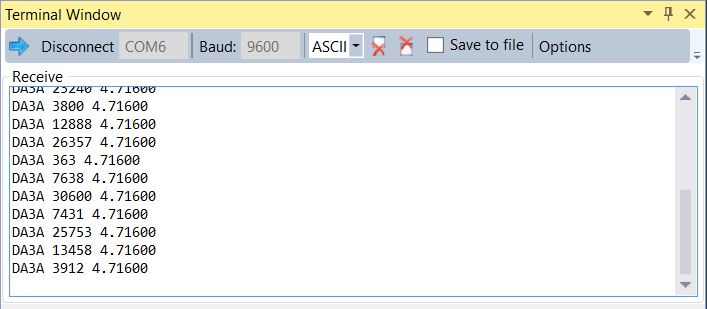 Terminal Window
Disconnect COM6 Baud: 9600 ASCII Save to file Options
Receive
DA3A 23240 4.71600
DA3A 3800 4.71600
DA3A 12888 4.71600
DA3A 26357 4.71600
DA3A 363 4.71600
DA3A 7638 4.71600
DA3A 30600 4.71600
DA3A 7431 4.71600
DA3A 25753 4.71600
DA3A 13458 4.71600
DA3A 3912 4.71600